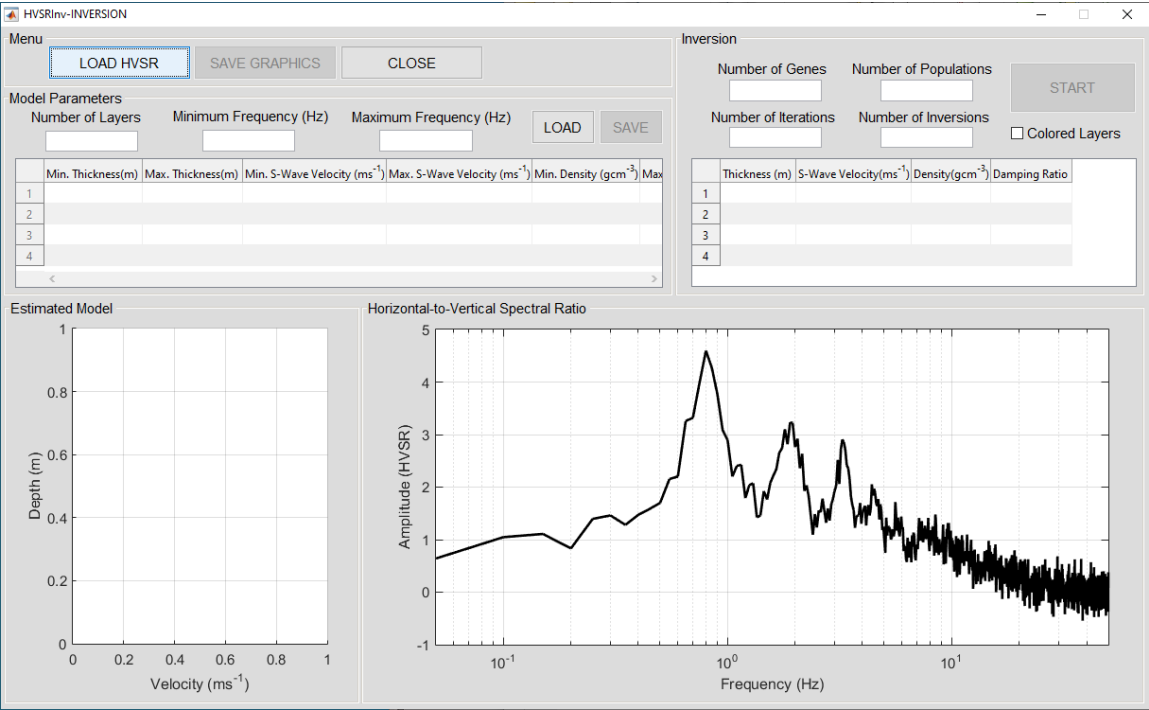 HVSRInv-INVERSION
Menu
LOAD HVSR
SAVE GRAPHICS
CLOSE
Model Parameters
Number of Layers
Minimum Frequency (Hz)
Maximum Frequency (Hz)
LOAD
SAVE
Min. Thickness(m) Max. Thickness(m) Min. S-Wave Velocity (ms⁻¹) Max. S-Wave Velocity (ms⁻¹) Min. Density (gcm⁻³) Max
1
2
3
4
Inversion
Number of Genes
Number of Populations
START
Number of Iterations
Number of Inversions
Colored Layers
Thickness (m) S-Wave Velocity(ms⁻¹) Density(gcm⁻³) Damping Ratio
1
2
3
4
Estimated Model
Depth (m)
1
0.8
0.6
0.4
0.2
0
0 0.2 0.4 0.6 0.8 1
Velocity (ms⁻¹)
Horizontal-to-Vertical Spectral Ratio
Amplitude (HVSR)
5
4
3
2
1
0
-1
10⁻¹ 10⁰ 10¹
Frequency (Hz)